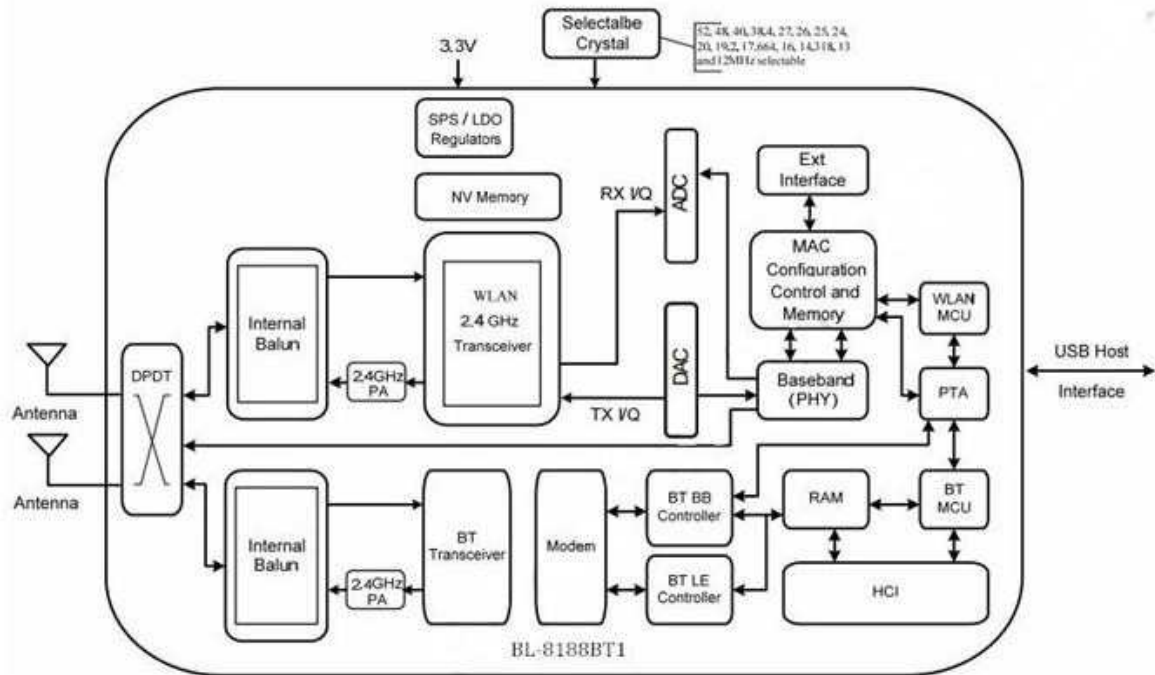 Selectalbe
Crystal
52, 48, 40, 38.4, 27, 26, 25, 24,
20, 19.2, 17.664, 16, 14.318, 13
and 12MHz selectable
3.3V
SPS / LDO
Regulators
NV Memory
RX I/Q
ADC
Ext
Interface
MAC
Configuration
Control and
Memory
WLAN
MCU
Internal
Balun
WLAN
2.4 GHz
Transceiver
2.4GHz
PA
DAC
TX I/Q
Baseband
(PHY)
PTA
USB Host
Interface
DPDT
Antenna
Antenna
Internal
Balun
2.4GHz
PA
BT
Transceiver
Modem
BT BB
Controller
BT LE
Controller
RAM
BT
MCU
HCI
BL-8188BT1